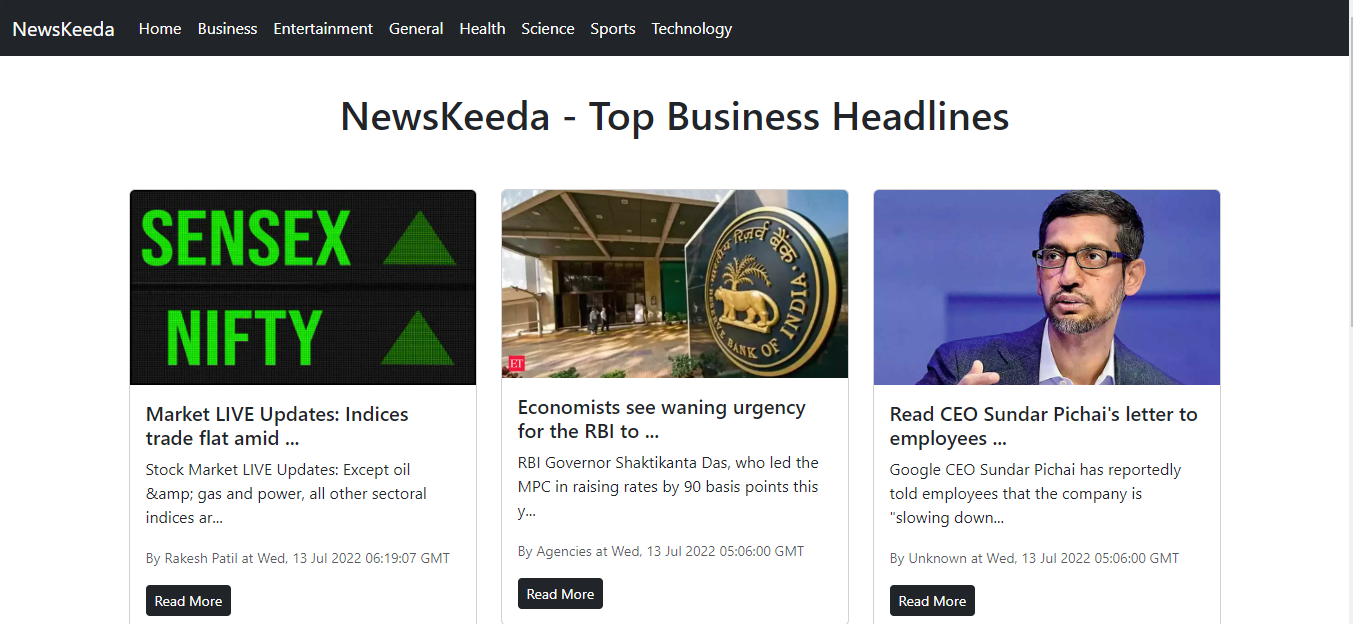 NewsKeeda Home Business Entertainment General Health Science Sports Technology
NewsKeeda - Top Business Headlines
SENSEX
NIFTY
Market LIVE Updates: Indices
trade flat amid ...
Stock Market LIVE Updates: Except oil
&amp; gas and power, all other sectoral
indices ar...
By Rakesh Patil at Wed, 13 Jul 2022 06:19:07 GMT
Read More
भारतीय रिज़र्व बैंक
RESERVE BANK OF INDIA
ET
Economists see waning urgency
for the RBI to ...
RBI Governor Shaktikanta Das, who led the
MPC in raising rates by 90 basis points this
y...
By Agencies at Wed, 13 Jul 2022 05:06:00 GMT
Read More
Read CEO Sundar Pichai's letter to
employees ...
Google CEO Sundar Pichai has reportedly
told employees that the company is
"slowing down...
By Unknown at Wed, 13 Jul 2022 05:06:00 GMT
Read More